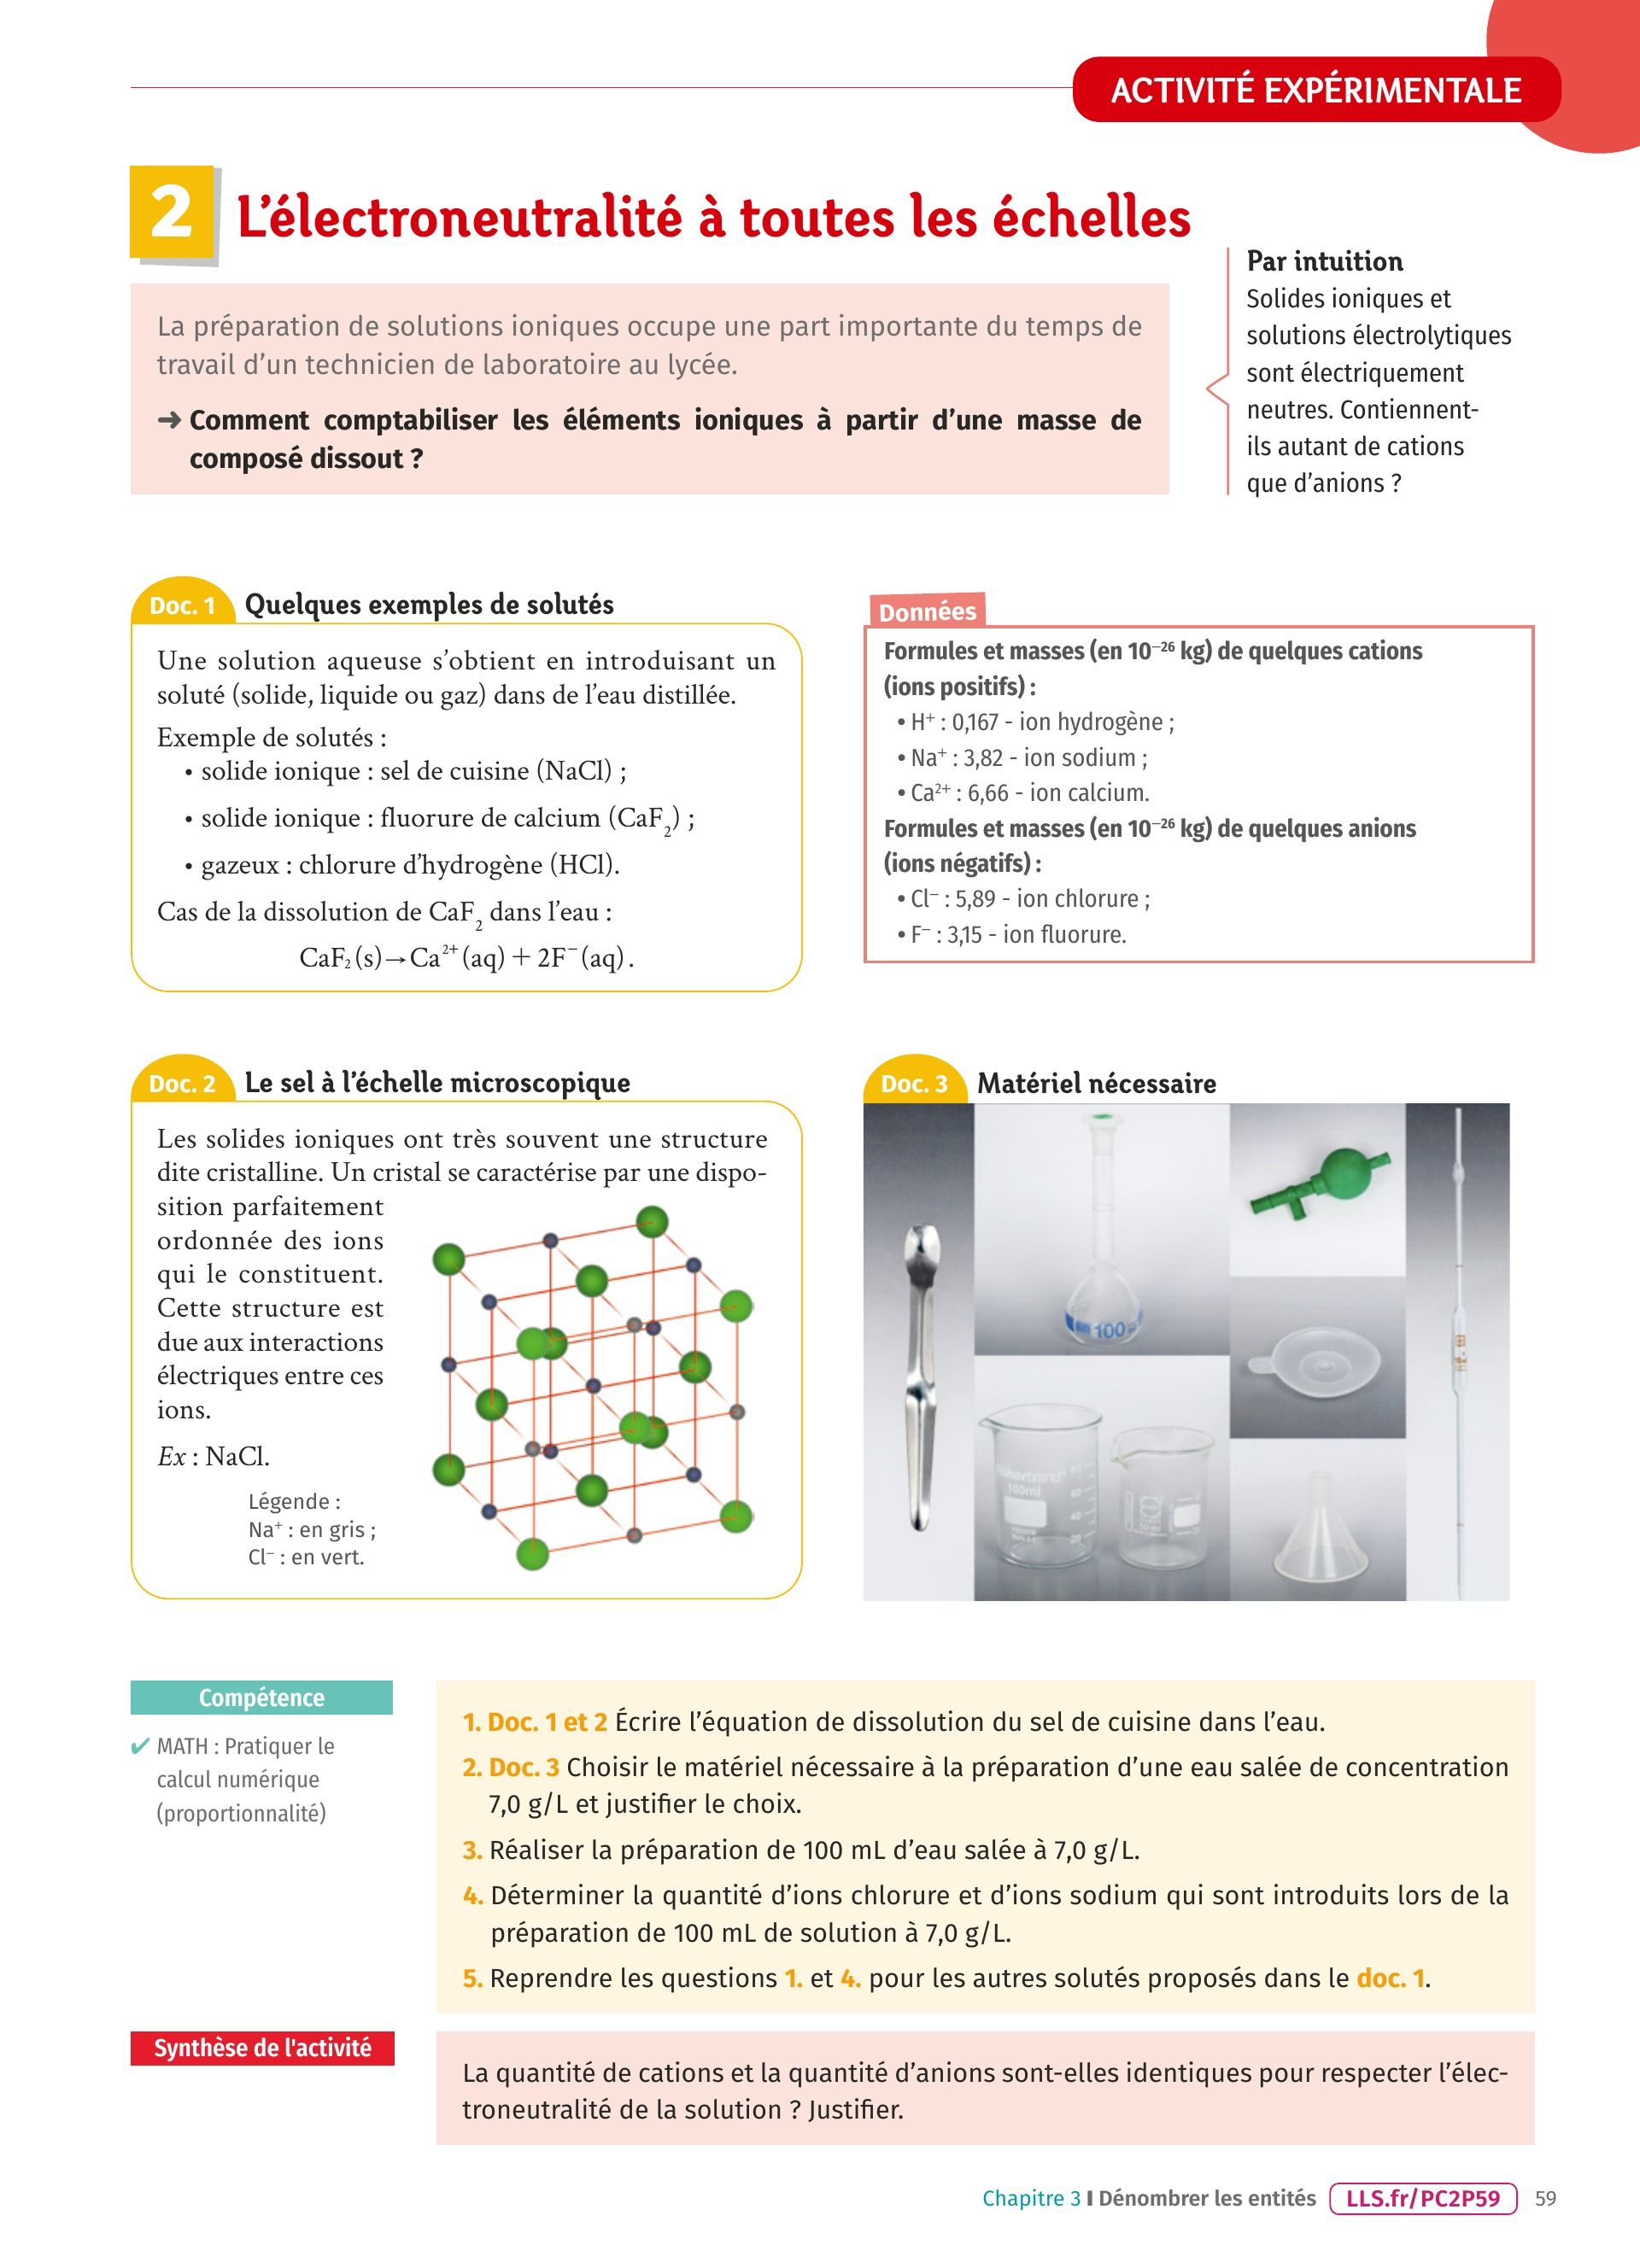 ACTIVITÉ EXPÉRIMENTALE
2 L’électroneutralité à toutes les échelles
La préparation de solutions ioniques occupe une part importante du temps de
travail d’un technicien de laboratoire au lycée.
➜ Comment comptabiliser les éléments ioniques à partir d’une masse de
composé dissout ?
Par intuition
Solides ioniques et
solutions électrolytiques
sont électriquement
neutres. Contiennent-
ils autant de cations
que d’anions ?
Doc. 1 Quelques exemples de solutés
Une solution aqueuse s’obtient en introduisant un
soluté (solide, liquide ou gaz) dans de l’eau distillée.
Exemple de solutés :
• solide ionique : sel de cuisine (NaCl) ;
• solide ionique : fluorure de calcium (CaF₂) ;
• gazeux : chlorure d’hydrogène (HCl).
Cas de la dissolution de CaF₂ dans l’eau :
CaF₂(s)→Ca²⁺(aq) + 2F⁻(aq).
Données
Formules et masses (en 10⁻²⁶ kg) de quelques cations
(ions positifs) :
• H⁺ : 0,167 - ion hydrogène ;
• Na⁺ : 3,82 - ion sodium ;
• Ca²⁺ : 6,66 - ion calcium.
Formules et masses (en 10⁻²⁶ kg) de quelques anions
(ions négatifs) :
• Cl⁻ : 5,89 - ion chlorure ;
• F⁻ : 3,15 - ion fluorure.
Doc. 2 Le sel à l’échelle microscopique
Les solides ioniques ont très souvent une structure
dite cristalline. Un cristal se caractérise par une dispo-
sition parfaitement
ordonnée des ions
qui le constituent.
Cette structure est
due aux interactions
électriques entre ces
ions.
Ex : NaCl.
Légende :
Na⁺ : en gris ;
Cl⁻ : en vert.
Doc. 3 Matériel nécessaire
100
100ml
Compétence
✔ MATH : Pratiquer le
calcul numérique
(proportionnalité)
1. Doc. 1 et 2 Écrire l’équation de dissolution du sel de cuisine dans l’eau.
2. Doc. 3 Choisir le matériel nécessaire à la préparation d’une eau salée de concentration
7,0 g/L et justifier le choix.
3. Réaliser la préparation de 100 mL d’eau salée à 7,0 g/L.
4. Déterminer la quantité d’ions chlorure et d’ions sodium qui sont introduits lors de la
préparation de 100 mL de solution à 7,0 g/L.
5. Reprendre les questions 1. et 4. pour les autres solutés proposés dans le doc. 1.
Synthèse de l'activité
La quantité de cations et la quantité d’anions sont-elles identiques pour respecter l’élec-
troneutralité de la solution ? Justifier.
Chapitre 3 I Dénombrer les entités LLS.fr/PC2P59 59